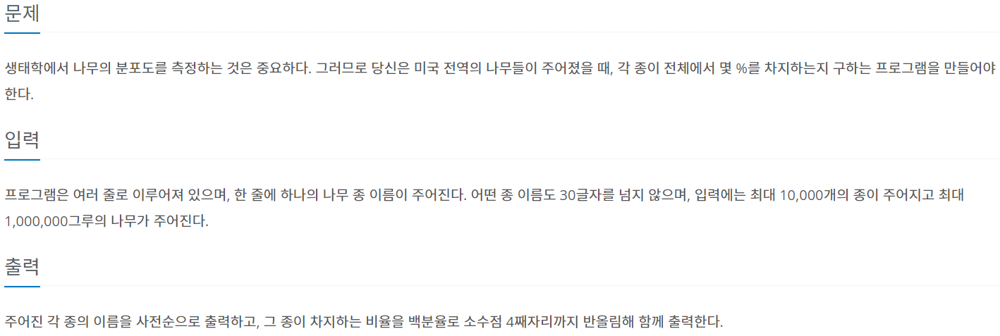 문제
생태학에서 나무의 분포도를 측정하는 것은 중요하다. 그러므로 당신은 미국 전역의 나무들이 주어졌을 때, 각 종이 전체에서 몇 %를 차지하는지 구하는 프로그램을 만들어야
한다.
입력
프로그램은 여러 줄로 이루어져 있으며, 한 줄에 하나의 나무 종 이름이 주어진다. 어떤 종 이름도 30글자를 넘지 않으며, 입력에는 최대 10,000개의 종이 주어지고 최대
1,000,000그루의 나무가 주어진다.
출력
주어진 각 종의 이름을 사전순으로 출력하고, 그 종이 차지하는 비율을 백분율로 소수점 4째자리까지 반올림해 함께 출력한다.